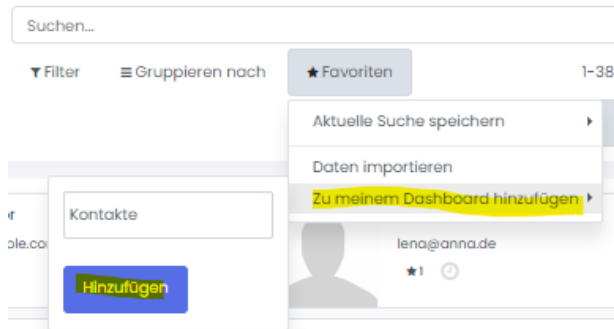 Suchen...
Filter
Gruppieren nach
Favoriten
1-38
Aktuelle Suche speichern
Daten importieren
Zu meinem Dashboard hinzufügen
Kontakte
Hinzufügen
lena@anna.de
1